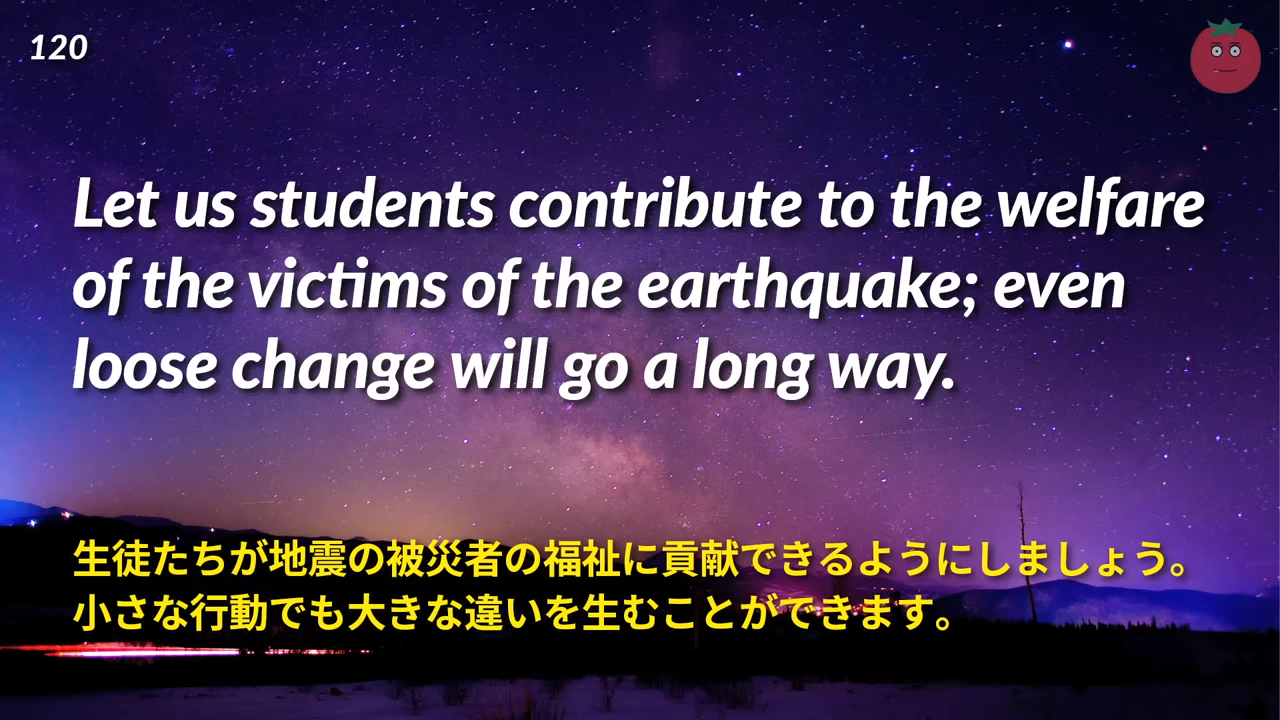 120
Let us students contribute to the welfare
of the victims of the earthquake; even
loose change will go a long way.
生徒たちが地震の被災者の福祉に貢献できるようにしましょう。
小さな行動でも大きな違いを生むことができます。